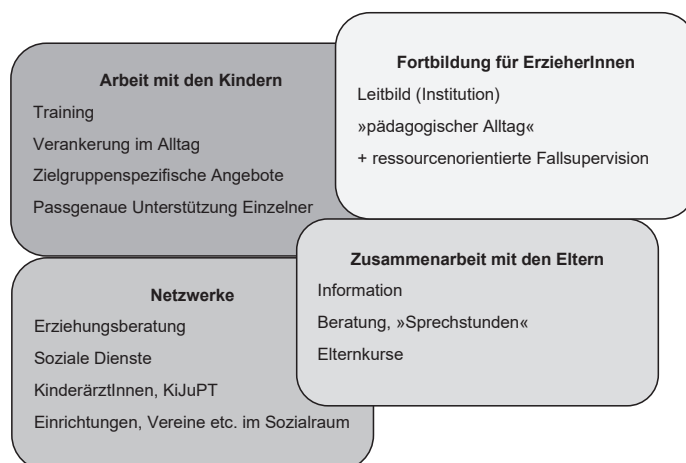 Arbeit mit den Kindern
Training
Verankerung im Alltag
Zielgruppenspezifische Angebote
Passgenaue Unterstützung Einzelner
Fortbildung für ErzieherInnen
Leitbild (Institution)
»pädagogischer Alltag«
+ ressourcenorientierte Fallsupervision
Netzwerke
Erziehungsberatung
Soziale Dienste
KinderärztInnen, KiJuPT
Einrichtungen, Vereine etc. im Sozialraum
Zusammenarbeit mit den Eltern
Information
Beratung, »Sprechstunden«
Elternkurse